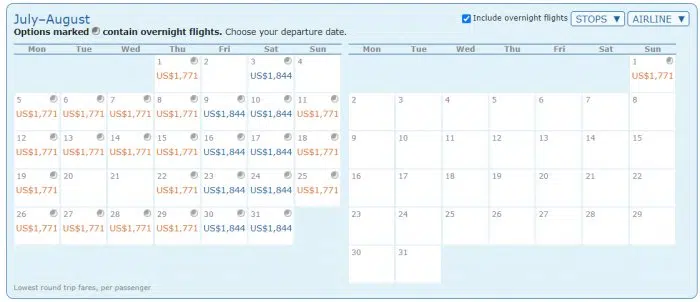 July–August
Include overnight flights STOPS ▼ AIRLINE ▼
Options marked contain overnight flights. Choose your departure date.
Mon Tue Wed Thu Fri Sat Sun
1 2 3 4
US$1,771 US$1,844
5 6 7 8 9 10 11
US$1,771 US$1,771 US$1,771 US$1,771 US$1,844 US$1,844 US$1,771
12 13 14 15 16 17 18
US$1,771 US$1,771 US$1,771 US$1,771 US$1,844 US$1,844 US$1,771
19 20 21 22 23 24 25
US$1,771 US$1,771 US$1,844 US$1,844 US$1,771
26 27 28 29 30 31
US$1,771 US$1,771 US$1,771 US$1,771 US$1,844 US$1,844
Mon Tue Wed Thu Fri Sat Sun
1
US$1,771
2 3 4 5 6 7 8
9 10 11 12 13 14 15
16 17 18 19 20 21 22
23 24 25 26 27 28 29
30 31
Lowest round trip fares, per passenger